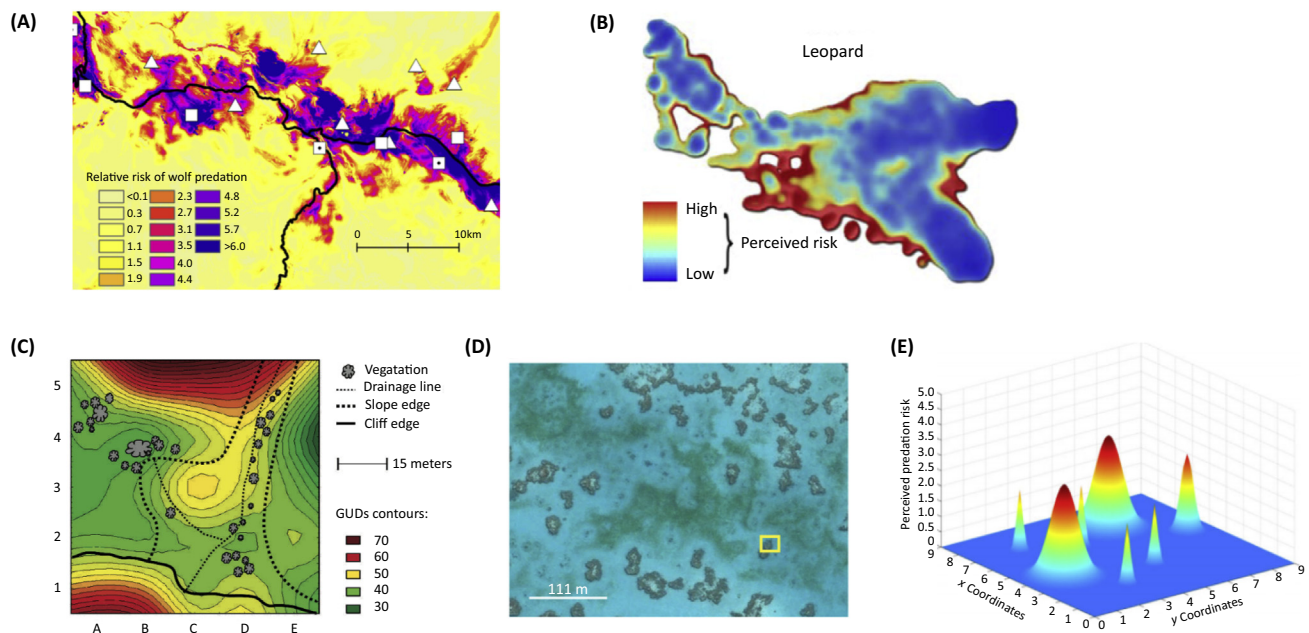 (A)
Relative risk of wolf predation
<0.1 2.3 4.8
0.3 2.7 5.2
0.7 3.1 5.7
1.1 3.5 >6.0
1.5 4.0
1.9 4.4
0 5 10km
(B)
Leopard
High
Perceived risk
Low
(C)
5
4
3
2
1
A B C D E
Vegatation
Drainage line
Slope edge
Cliff edge
15 meters
GUDs contours:
70
60
50
40
30
(D)
111 m
(E)
Perceived predation risk
5.0
4.5
4.0
3.5
3.0
2.5
2.0
1.5
1.0
0.5
0
9 8 7 6 5 4 3 2 1 0
x Coordinates
0 1 2 3 4 5 6 7 8 9
y Coordinates